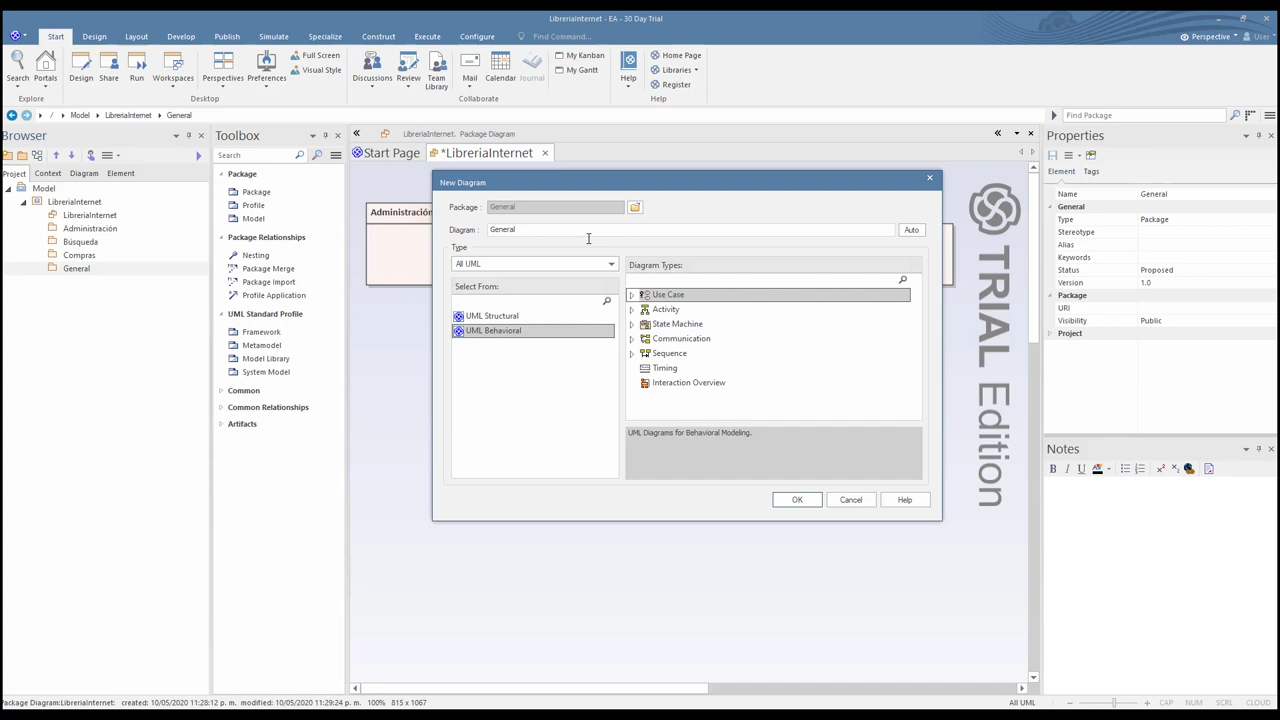 LibreriaInternet - EA - 30 Day Trial
Start Design Layout Develop Publish Simulate Specialize Construct Execute Configure Find Command... Perspective User
Search Portals Design Share Run Workspaces Perspectives Preferences Full Screen Visual Style Discussions Review Team Library Mail Calendar Journal My Kanban My Gantt Help Home Page Libraries Register
Explore Desktop Collaborate Help
/ Model LibreriaInternet General Find Package
Browser
Project Context Diagram Element
Model
LibreriaInternet
LibreriaInternet
Administración
Búsqueda
Compras
General
Toolbox
Search
Package
Package
Profile
Model
Package Relationships
Nesting
Package Merge
Package Import
Profile Application
UML Standard Profile
Framework
Metamodel
Model Library
System Model
Common
Common Relationships
Artifacts
LibreriaInternet. Package Diagram
Start Page *LibreriaInternet
Administración
New Diagram
Package : General
Diagram : General Auto
Type
All UML
Select From:
UML Structural
UML Behavioral
Diagram Types:
Use Case
Activity
State Machine
Communication
Sequence
Timing
Interaction Overview
UML Diagrams for Behavioral Modeling.
OK Cancel Help
TRIAL Edition
Properties
Element Tags
Name General
General
Type Package
Stereotype
Alias
Keywords
Status Proposed
Version 1.0
Package
URI
Visibility Public
Project
Notes
B I U A
Package Diagram:LibreriaInternet: created: 10/05/2020 11:28:12 p. m. modified: 10/05/2020 11:29:24 p. m. 100% 815 x 1067
All UML CAP NUM SCRL CLOUD